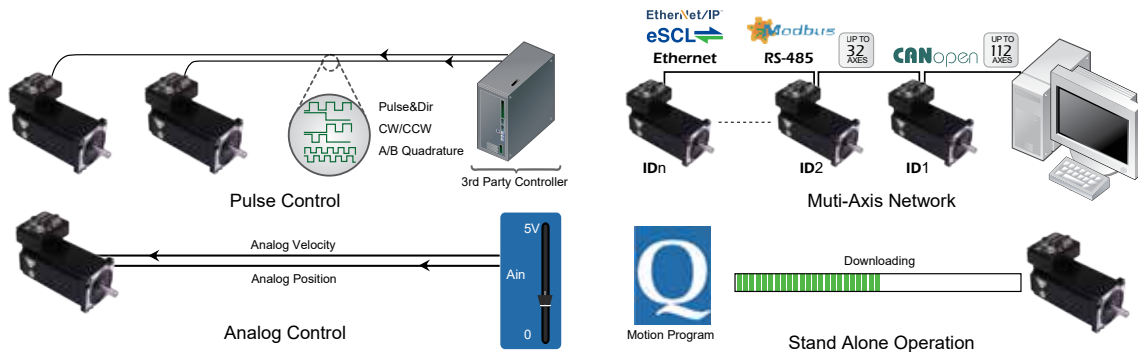 Pulse&Dir
CW/CCW
A/B Quadrature
3rd Party Controller
Pulse Control
EtherNet/IP
eSCL
Ethernet
Modbus
RS-485
UP TO
32
AXES
CANopen
UP TO
112
AXES
IDn
ID2
ID1
Muti-Axis Network
Analog Velocity
Analog Position
5V
Ain
0
Analog Control
Q
Motion Program
Downloading
Stand Alone Operation